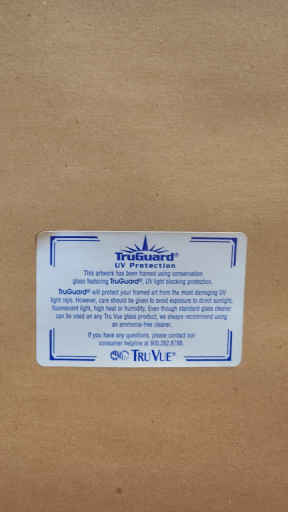 TruGuard®
UV Protection
This artwork has been framed using conservation
glass featuring TruGuard®, UV light blocking protection.
TruGuard® will protect your framed art from the most damaging UV
light rays. However, care should be given to avoid exposure to direct sunlight,
fluorescent light, high heat or humidity. Even though standard glass cleaner
can be used on any Tru Vue glass product, we always recommend using
an ammonia-free cleaner.
If you have any questions, please contact our
consumer helpline at 800.282.8788.
TRU VUE®